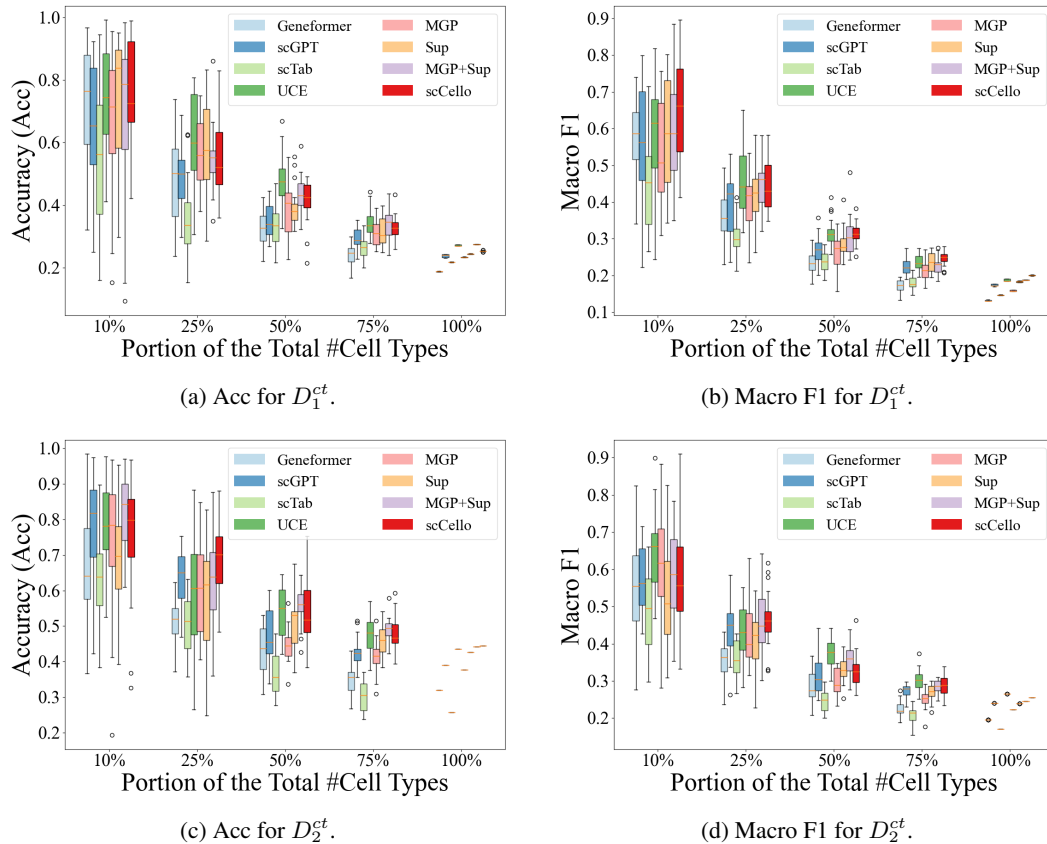 1.0
0.8
0.6
0.4
0.2
Accuracy (Acc)
Geneformer
scGPT
scTab
UCE
MGP
Sup
MGP+Sup
scCello
10% 25% 50% 75% 100%
Portion of the Total #Cell Types
(a) Acc for D₁ᶜᵗ.
0.9
0.8
0.7
0.6
0.5
0.4
0.3
0.2
0.1
Macro F1
Geneformer
scGPT
scTab
UCE
MGP
Sup
MGP+Sup
scCello
10% 25% 50% 75% 100%
Portion of the Total #Cell Types
(b) Macro F1 for D₁ᶜᵗ.
1.0
0.9
0.8
0.7
0.6
0.5
0.4
0.3
0.2
Accuracy (Acc)
Geneformer
scGPT
scTab
UCE
MGP
Sup
MGP+Sup
scCello
10% 25% 50% 75% 100%
Portion of the Total #Cell Types
(c) Acc for D₂ᶜᵗ.
0.9
0.8
0.7
0.6
0.5
0.4
0.3
0.2
Macro F1
Geneformer
scGPT
scTab
UCE
MGP
Sup
MGP+Sup
scCello
10% 25% 50% 75% 100%
Portion of the Total #Cell Types
(d) Macro F1 for D₂ᶜᵗ.